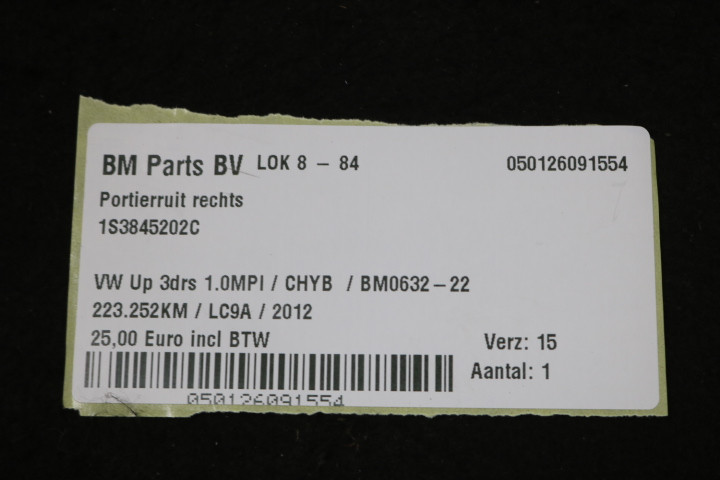 BM Parts BV LOK 8 – 84 050126091554
Portierruit rechts
1S3845202C
VW Up 3drs 1.0MPI / CHYB / BM0632–22
223.252KM / LC9A / 2012
25,00 Euro incl BTW Verz: 15
Aantal: 1
050126091554